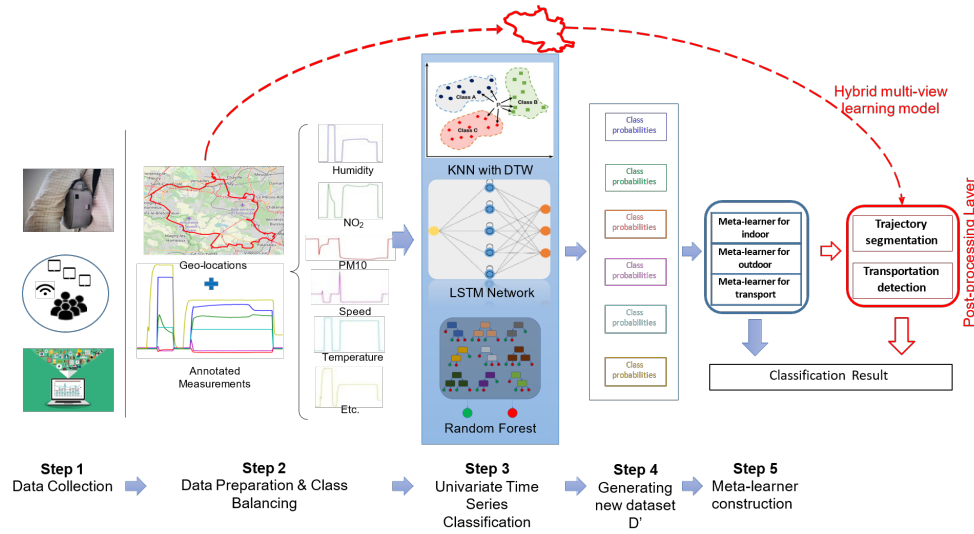 Hybrid multi-view
learning model
Class A
Class B
Class C
KNN with DTW
LSTM Network
Random Forest
Geo-locations
Annotated
Measurements
Humidity
NO2
PM10
Speed
Temperature
Etc.
Class
probabilities
Class
probabilities
Class
probabilities
Class
probabilities
Class
probabilities
Class
probabilities
Meta-learner for
indoor
Meta-learner for
outdoor
Meta-learner for
transport
Trajectory
segmentation
Transportation
detection
Post-processing Layer
Classification Result
Step 1
Data Collection
Step 2
Data Preparation & Class
Balancing
Step 3
Univariate Time
Series
Classification
Step 4
Generating
new dataset
D'
Step 5
Meta-learner
construction